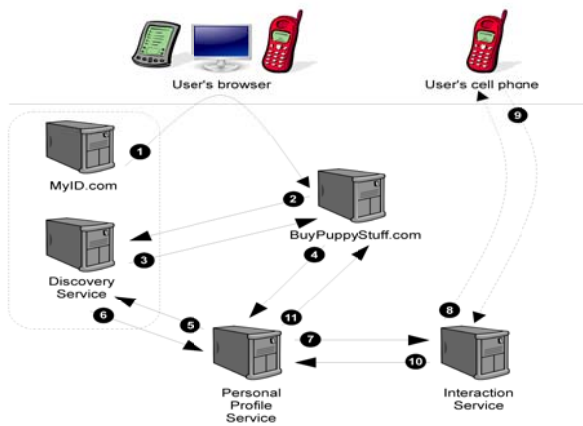 User's browser
User's cell phone
9
1
MyID.com
2
BuyPuppyStuff.com
3
4
Discovery
Service
6
5
11
7
8
10
Personal
Profile
Service
Interaction
Service